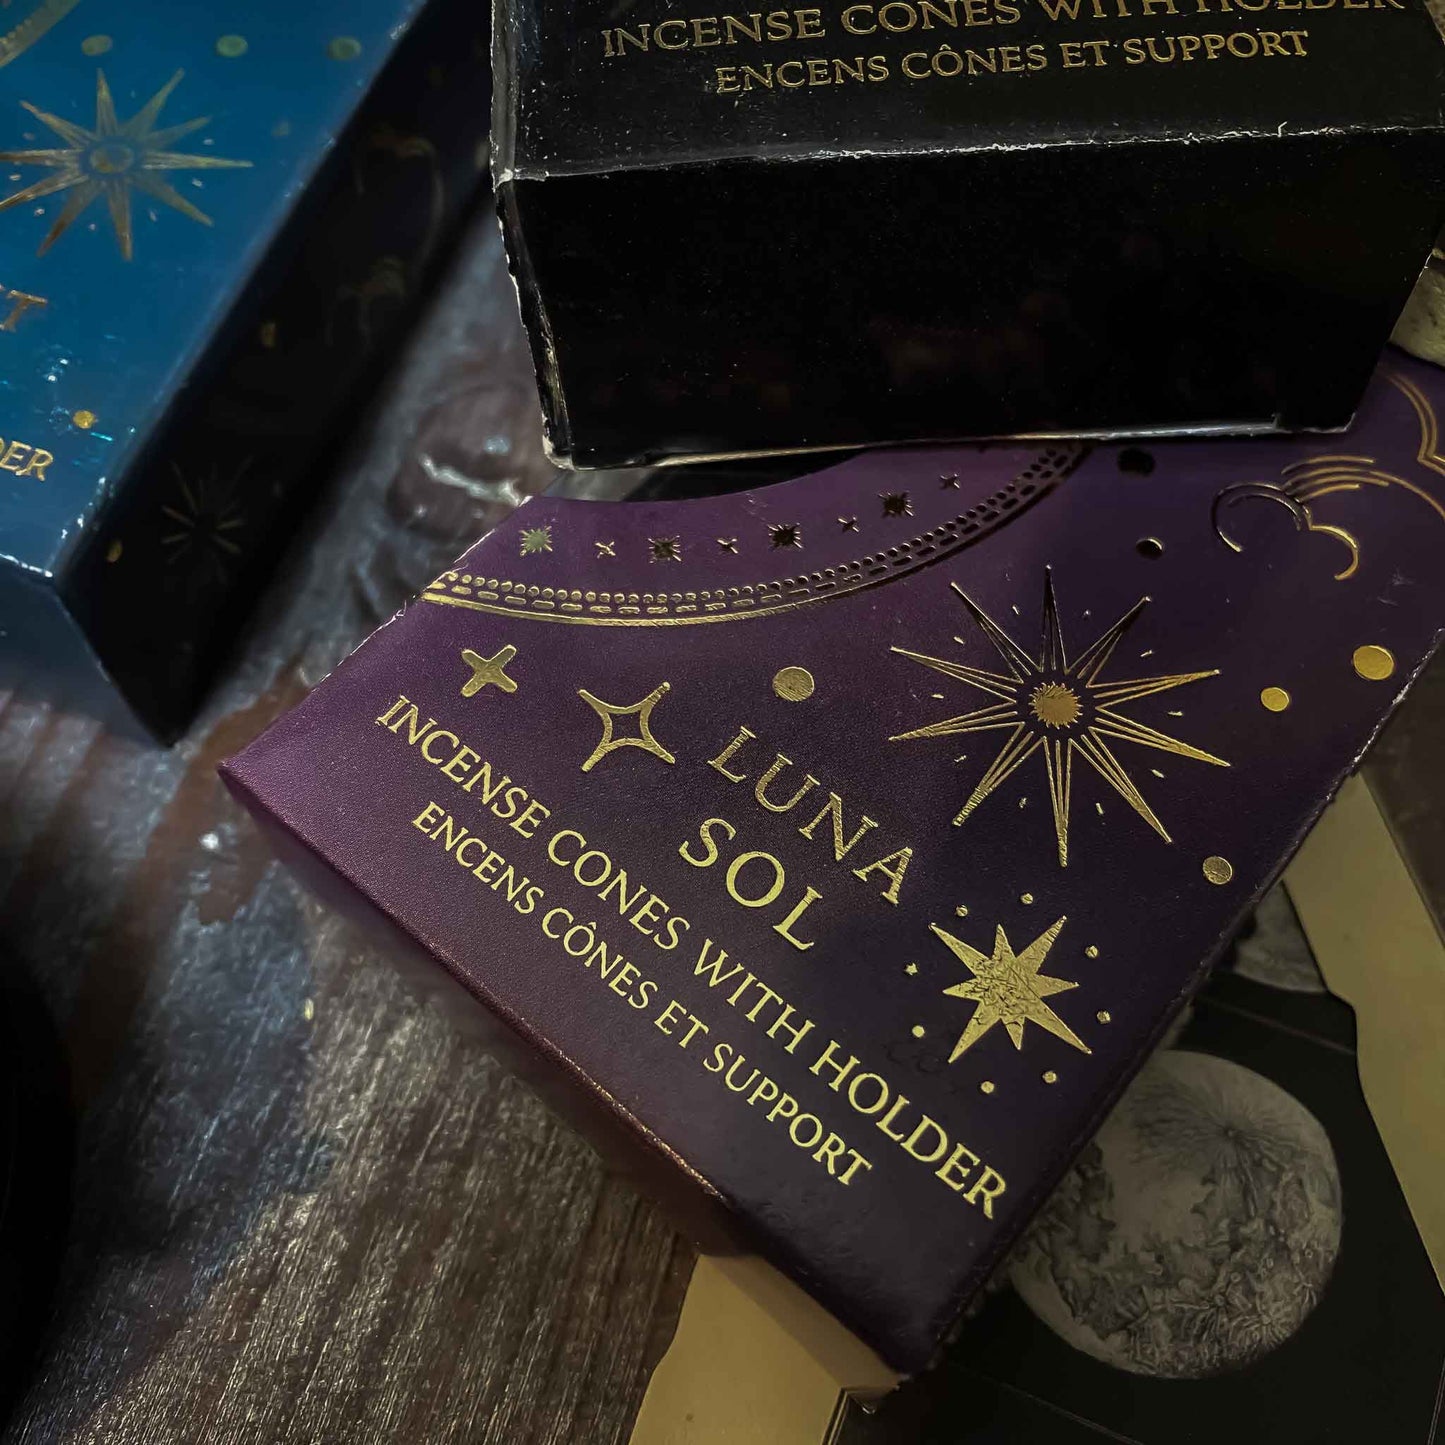 INCENSE CONES WITH HOLDER
ENCENS CÔNES ET SUPPORT
LUNA
SOL
INCENSE CONES WITH HOLDER
ENCENS CÔNES ET SUPPORT